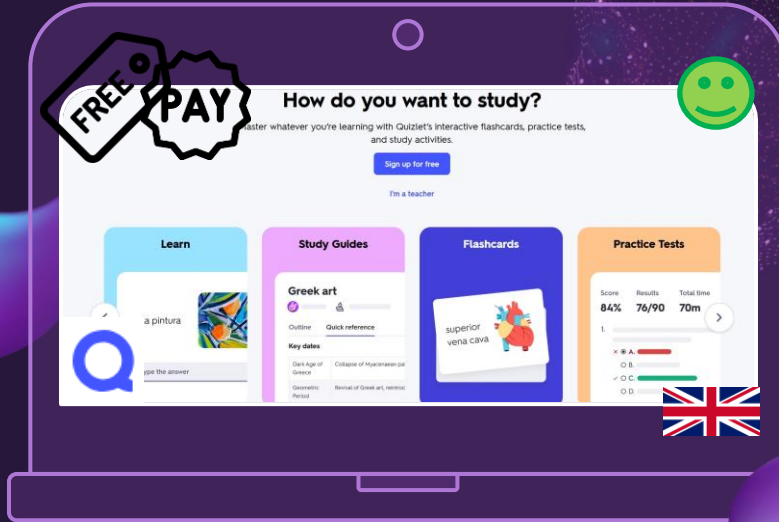 FREE
PAY
How do you want to study?
aster whatever you're learning with Quizlet's interactive flashcards, practice tests,
and study activities.
Sign up for free
I'm a teacher
Learn
a pintura
ype the answer
Study Guides
Greek art
Outline Quick reference
Key dates
Dark Age of
Greece
Collapse of Mycenaean pa
Geometric
Period
Revival of Greek art, reintroc
Flashcards
superior
vena cava
Practice Tests
Score Results Total time
84% 76/90 70m
1.
A.
B.
C.
D.